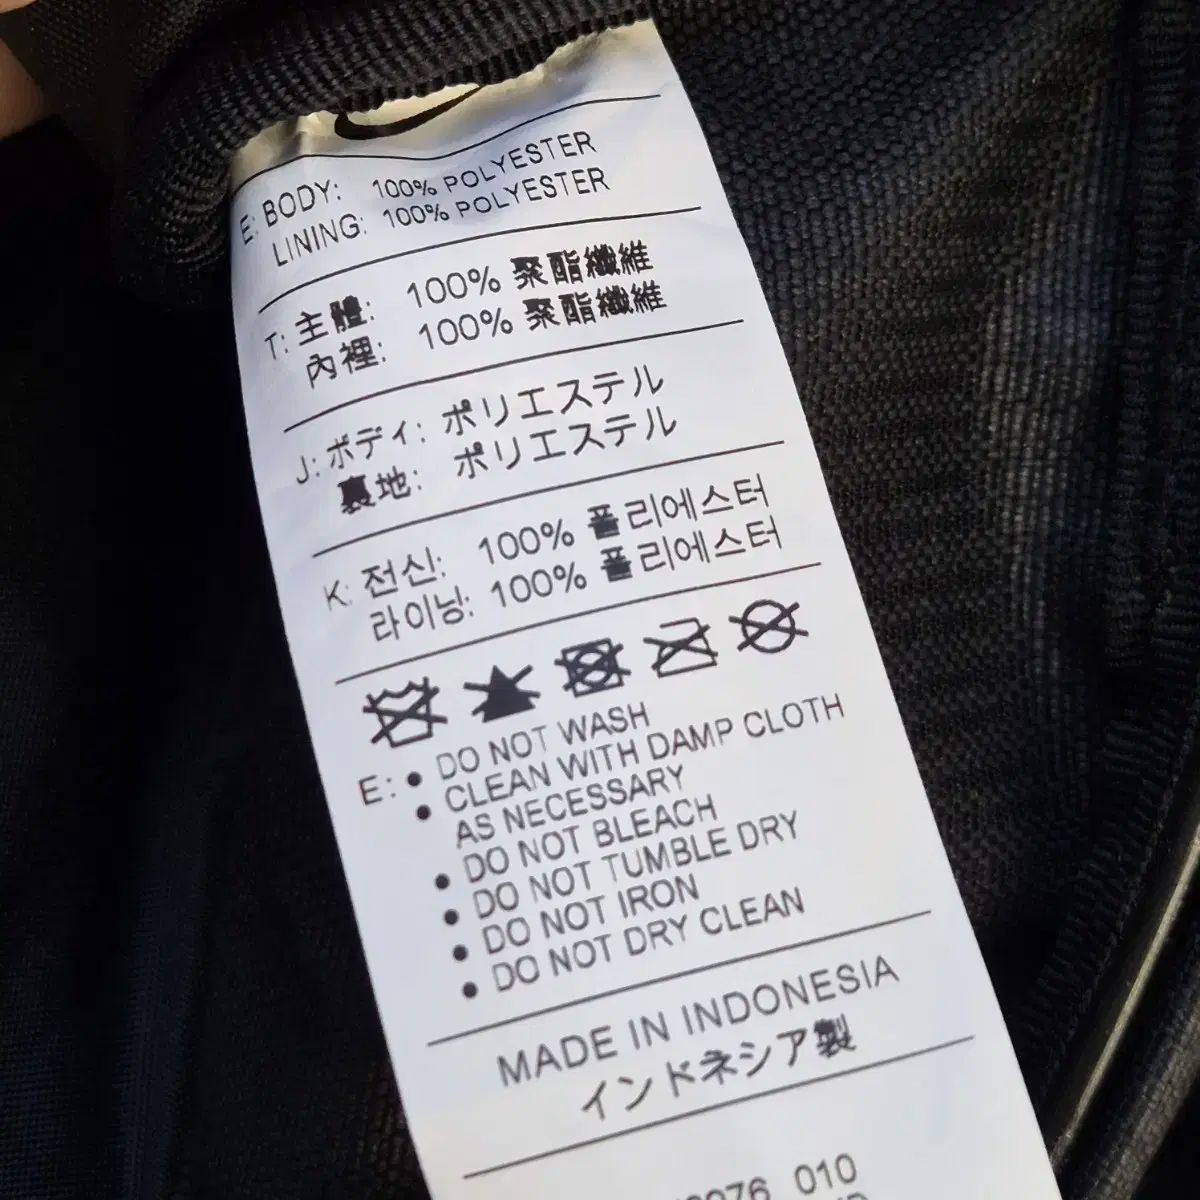 E: BODY: 100% POLYESTER
LINING: 100% POLYESTER
T: 主體: 100% 聚酯纖維
內裡: 100% 聚酯纖維
J: ボディ: ポリエステル
裏地: ポリエステル
K: 전신: 100% 폴리에스터
라이닝: 100% 폴리에스터
E: • DO NOT WASH
• CLEAN WITH DAMP CLOTH
AS NECESSARY
• DO NOT BLEACH
• DO NOT TUMBLE DRY
• DO NOT IRON
• DO NOT DRY CLEAN
MADE IN INDONESIA
インドネシア製
010